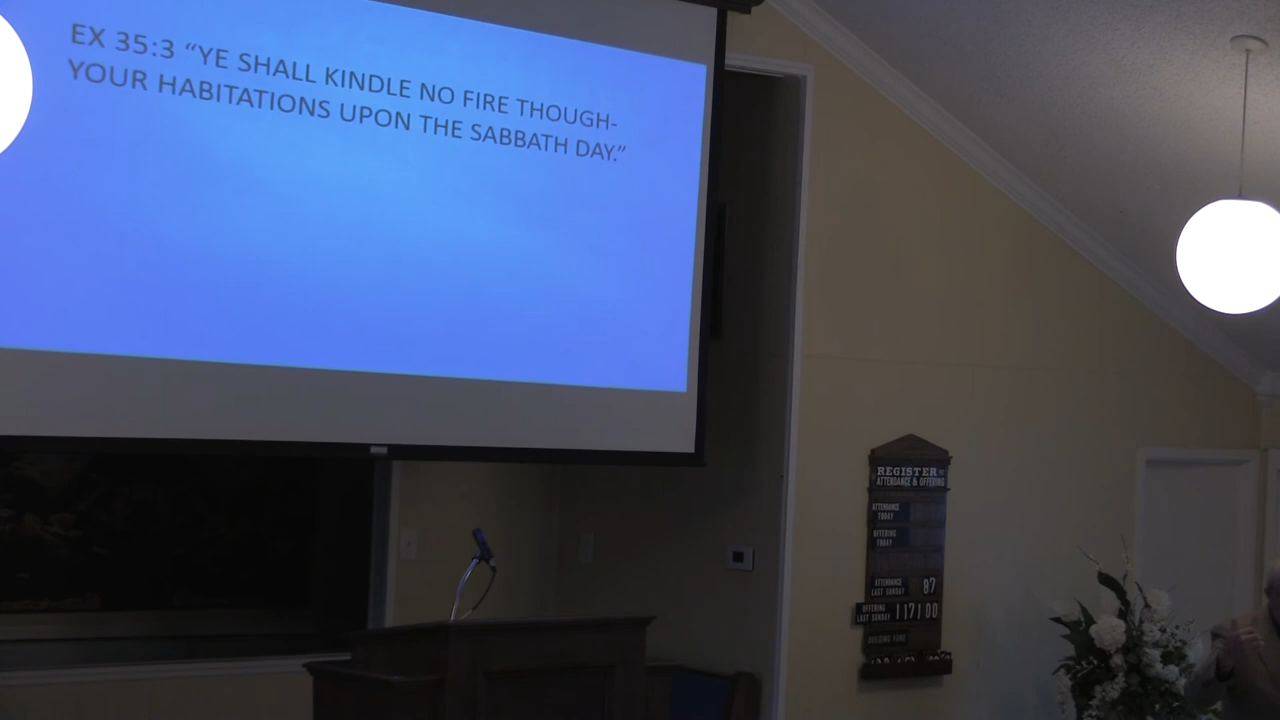 EX 35:3 “YE SHALL KINDLE NO FIRE THOUGH-
YOUR HABITATIONS UPON THE SABBATH DAY.”
REGISTER OF
ATTENDANCE & OFFERING
ATTENDANCE
TODAY
OFFERING
TODAY
ATTENDANCE
LAST SUNDAY 87
OFFERING
LAST SUNDAY 1171 00
BUILDING FUND